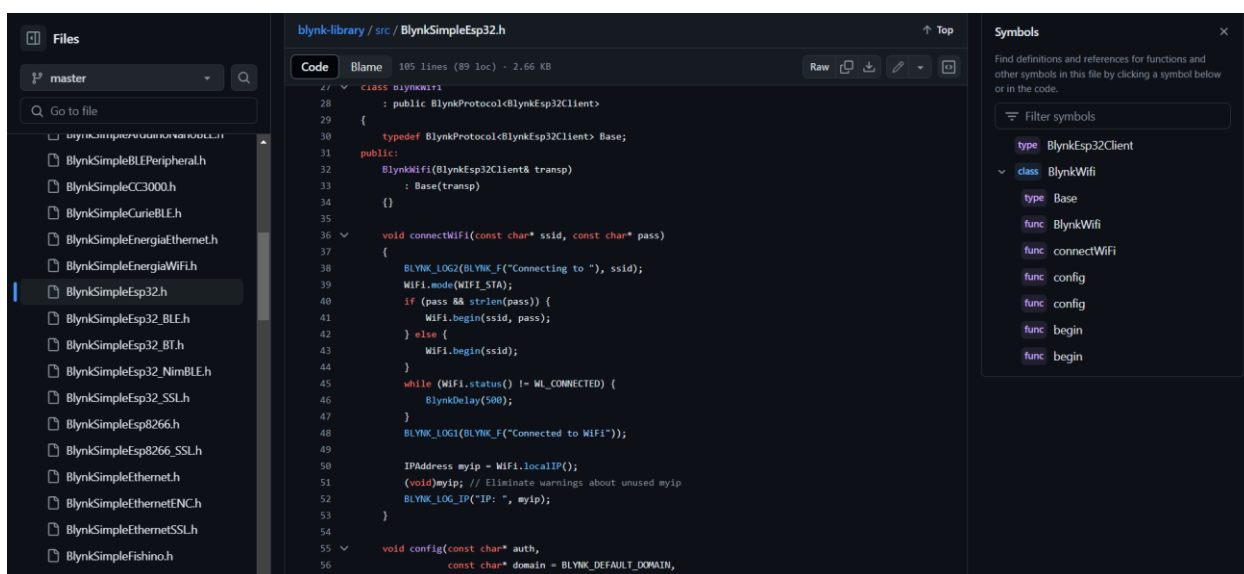 Files
master
Go to file
BlynkSimpleArduinoNanoBLE.h
BlynkSimpleBLEPeripheral.h
BlynkSimpleCC3000.h
BlynkSimpleCurieBLE.h
BlynkSimpleEnergiaEthernet.h
BlynkSimpleEnergiaWiFi.h
BlynkSimpleEsp32.h
BlynkSimpleEsp32_BLE.h
BlynkSimpleEsp32_BT.h
BlynkSimpleEsp32_NimBLE.h
BlynkSimpleEsp32_SSL.h
BlynkSimpleEsp8266.h
BlynkSimpleEsp8266_SSL.h
BlynkSimpleEthernet.h
BlynkSimpleEthernetENC.h
BlynkSimpleEthernetSSL.h
BlynkSimpleFishino.h
blynk-library / src / BlynkSimpleEsp32.h
Top
Code Blame 105 lines (89 loc) · 2.66 KB
Raw
27 class BlynkWifi
28 : public BlynkProtocol<BlynkEsp32Client>
29 {
30 typedef BlynkProtocol<BlynkEsp32Client> Base;
31 public:
32 BlynkWifi(BlynkEsp32Client& transp)
33 : Base(transp)
34 {}
35
36 void connectWiFi(const char* ssid, const char* pass)
37 {
38 BLYNK_LOG2(BLYNK_F("Connecting to "), ssid);
39 WiFi.mode(WIFI_STA);
40 if (pass && strlen(pass)) {
41 WiFi.begin(ssid, pass);
42 } else {
43 WiFi.begin(ssid);
44 }
45 while (WiFi.status() != WL_CONNECTED) {
46 BlynkDelay(500);
47 }
48 BLYNK_LOG1(BLYNK_F("Connected to WiFi"));
49
50 IPAddress myip = WiFi.localIP();
51 (void)myip; // Eliminate warnings about unused myip
52 BLYNK_LOG_IP("IP: ", myip);
53 }
54
55 void config(const char* auth,
56 const char* domain = BLYNK_DEFAULT_DOMAIN,
Symbols
Find definitions and references for functions and
other symbols in this file by clicking a symbol below
or in the code.
Filter symbols
type BlynkEsp32Client
class BlynkWifi
type Base
func BlynkWifi
func connectWiFi
func config
func config
func begin
func begin